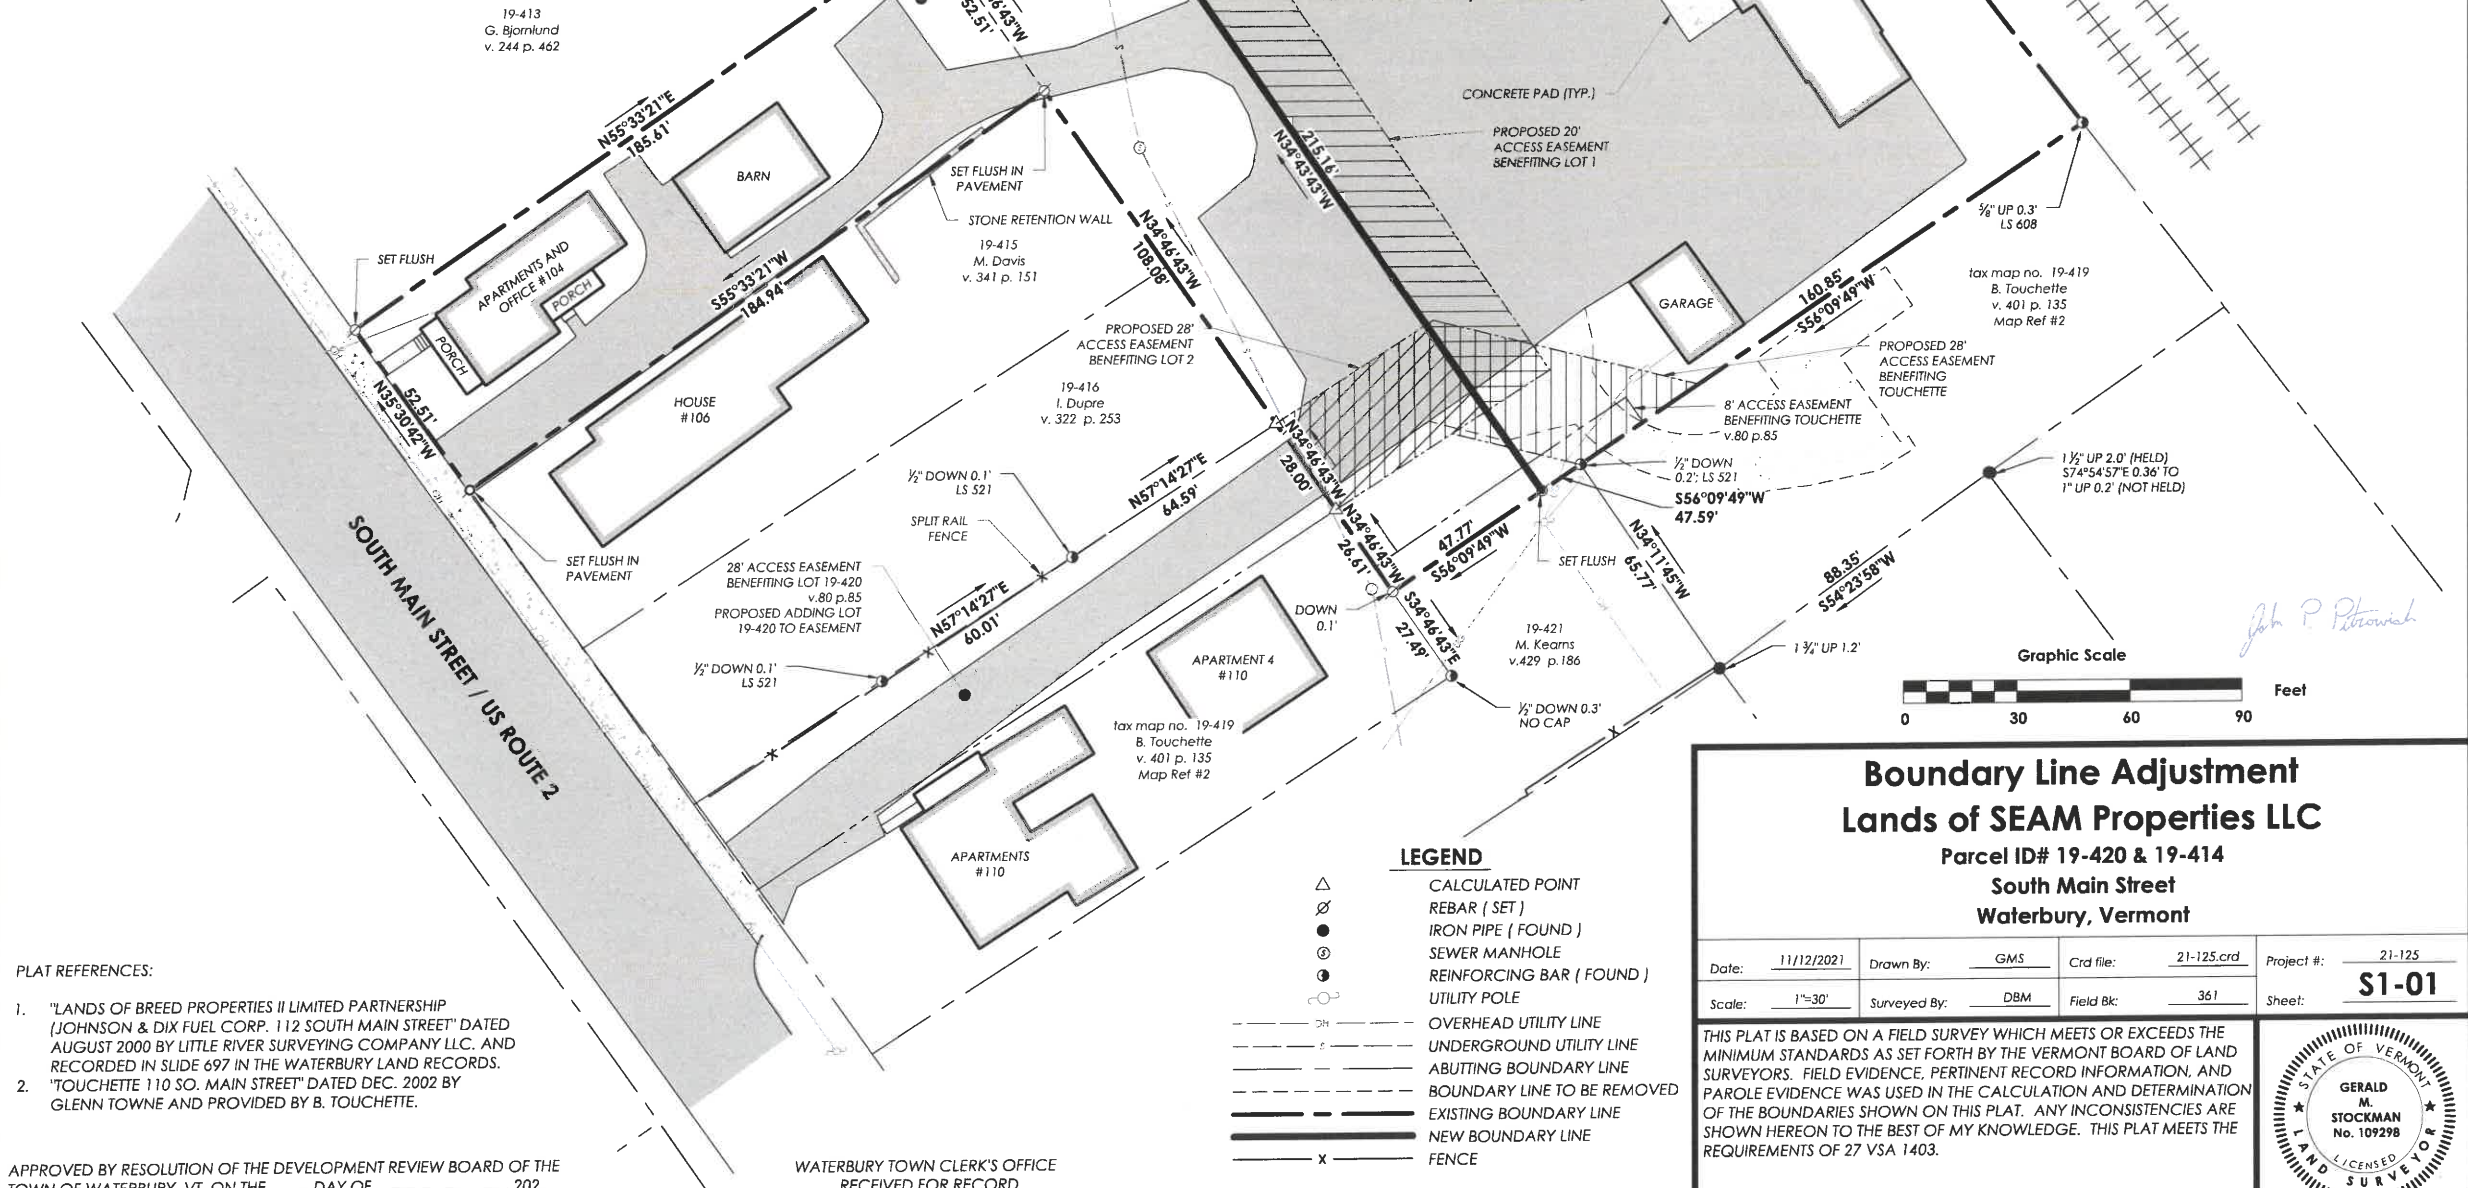 19-413
G. Bjornlund
v. 244 p. 462
N55°33'21"E
185.61'
52.51'
BARN
SET FLUSH IN
PAVEMENT
STONE RETENTION WALL
19-415
M. Davis
v. 341 p. 151
SET FLUSH
APARTMENTS AND
OFFICE #104
PORCH
PORCH
S55°33'21"W
184.94'
52.51'
N35°30'42"W
HOUSE
#106
N34°46'43"W
108.08'
215.16'
N34°43'43"W
CONCRETE PAD (TYP.)
PROPOSED 20'
ACCESS EASEMENT
BENEFITING LOT 1
5/8" UP 0.3'
LS 608
GARAGE
160.85'
S56°09'49"W
tax map no. 19-419
B. Touchette
v. 401 p. 135
Map Ref #2
PROPOSED 28'
ACCESS EASEMENT
BENEFITING LOT 2
19-416
I. Dupre
v. 322 p. 253
PROPOSED 28'
ACCESS EASEMENT
BENEFITING
TOUCHETTE
8' ACCESS EASEMENT
BENEFITING TOUCHETTE
v.80 p.85
½" DOWN
0.2'; LS 521
S56°09'49"W
47.59'
1 ½" UP 2.0' (HELD)
S74°54'57"E 0.36' TO
1" UP 0.2' (NOT HELD)
N34°46'43"W
28.00'
½" DOWN 0.1'
LS 521
N57°14'27"E
64.59'
SPLIT RAIL
FENCE
SET FLUSH IN
PAVEMENT
28' ACCESS EASEMENT
BENEFITING LOT 19-420
v.80 p.85
PROPOSED ADDING LOT
19-420 TO EASEMENT
N57°14'27"E
60.01'
½" DOWN 0.1'
LS 521
SOUTH MAIN STREET / US ROUTE 2
N34°46'43"W
26.61'
47.77'
S56°09'49"W
SET FLUSH
N34°11'45"W
65.77'
88.35'
S54°23'58"W
DOWN
0.1'
S34°46'43"E
27.49'
19-421
M. Kearns
v.429 p.186
1 ¾" UP 1.2'
½" DOWN 0.3'
NO CAP
APARTMENT 4
#110
tax map no. 19-419
B. Touchette
v. 401 p. 135
Map Ref #2
APARTMENTS
#110
John P Pitrowish
Graphic Scale
Feet
0 30 60 90
LEGEND
CALCULATED POINT
REBAR ( SET )
IRON PIPE ( FOUND )
S SEWER MANHOLE
REINFORCING BAR ( FOUND )
UTILITY POLE
OVERHEAD UTILITY LINE
S UNDERGROUND UTILITY LINE
ABUTTING BOUNDARY LINE
BOUNDARY LINE TO BE REMOVED
EXISTING BOUNDARY LINE
NEW BOUNDARY LINE
X FENCE
Boundary Line Adjustment
Lands of SEAM Properties LLC
Parcel ID# 19-420 & 19-414
South Main Street
Waterbury, Vermont
Date: 11/12/2021 Drawn By: GMS Crd file: 21-125.crd Project #: 21-125
Scale: 1"=30' Surveyed By: DBM Field Bk: 361 Sheet: S1-01
THIS PLAT IS BASED ON A FIELD SURVEY WHICH MEETS OR EXCEEDS THE
MINIMUM STANDARDS AS SET FORTH BY THE VERMONT BOARD OF LAND
SURVEYORS. FIELD EVIDENCE, PERTINENT RECORD INFORMATION, AND
PAROLE EVIDENCE WAS USED IN THE CALCULATION AND DETERMINATION
OF THE BOUNDARIES SHOWN ON THIS PLAT. ANY INCONSISTENCIES ARE
SHOWN HEREON TO THE BEST OF MY KNOWLEDGE. THIS PLAT MEETS THE
REQUIREMENTS OF 27 VSA 1403.
STATE OF VERMONT
GERALD
M.
STOCKMAN
No. 109298
LICENSED
LAND SURVEYOR
PLAT REFERENCES:
1. "LANDS OF BREED PROPERTIES II LIMITED PARTNERSHIP
(JOHNSON & DIX FUEL CORP. 112 SOUTH MAIN STREET" DATED
AUGUST 2000 BY LITTLE RIVER SURVEYING COMPANY LLC. AND
RECORDED IN SLIDE 697 IN THE WATERBURY LAND RECORDS.
2. "TOUCHETTE 110 SO. MAIN STREET" DATED DEC. 2002 BY
GLENN TOWNE AND PROVIDED BY B. TOUCHETTE.
APPROVED BY RESOLUTION OF THE DEVELOPMENT REVIEW BOARD OF THE
TOWN OF WATERBURY, VT, ON THE ____ DAY OF ____ 202
WATERBURY TOWN CLERK'S OFFICE
RECEIVED FOR RECORD